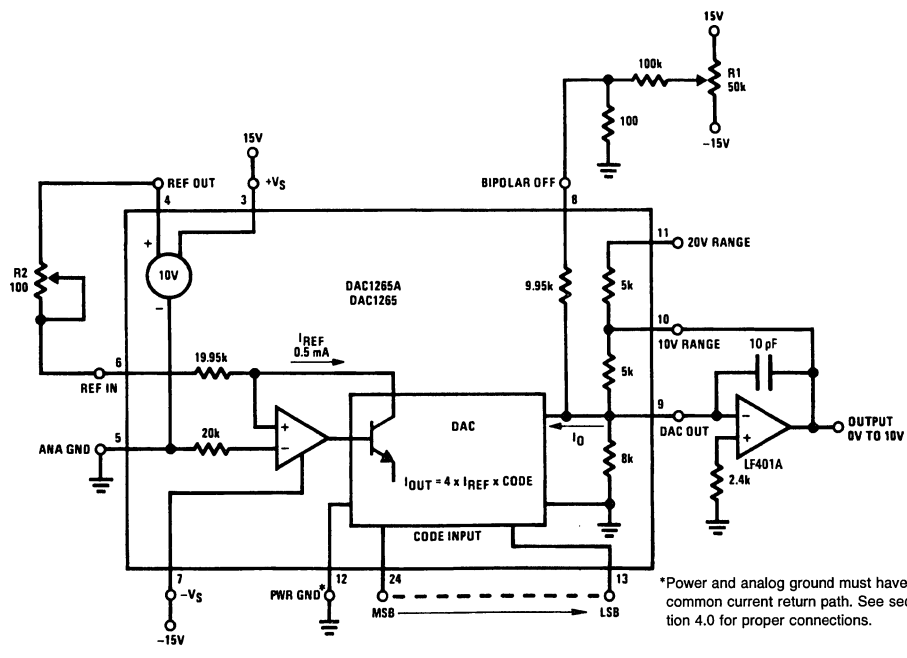 15V
100k
R1
50k
100
-15V
15V
REF OUT
+VS
BIPOLAR OFF
4
3
8
11
20V RANGE
+
10V
-
R2
100
DAC1265A
DAC1265
9.95k
5k
10
10V RANGE
10 pF
IREF
0.5 mA
6
19.95k
REF IN
5k
9
DAC OUT
-
+
LF401A
OUTPUT
0V TO 10V
5
ANA GND
20k
+
-
DAC
IO
8k
2.4k
IOUT = 4 x IREF x CODE
CODE INPUT
7
-VS
-15V
12
PWR GND*
24
MSB
13
LSB
*Power and analog ground must have
common current return path. See sec
tion 4.0 for proper connections.